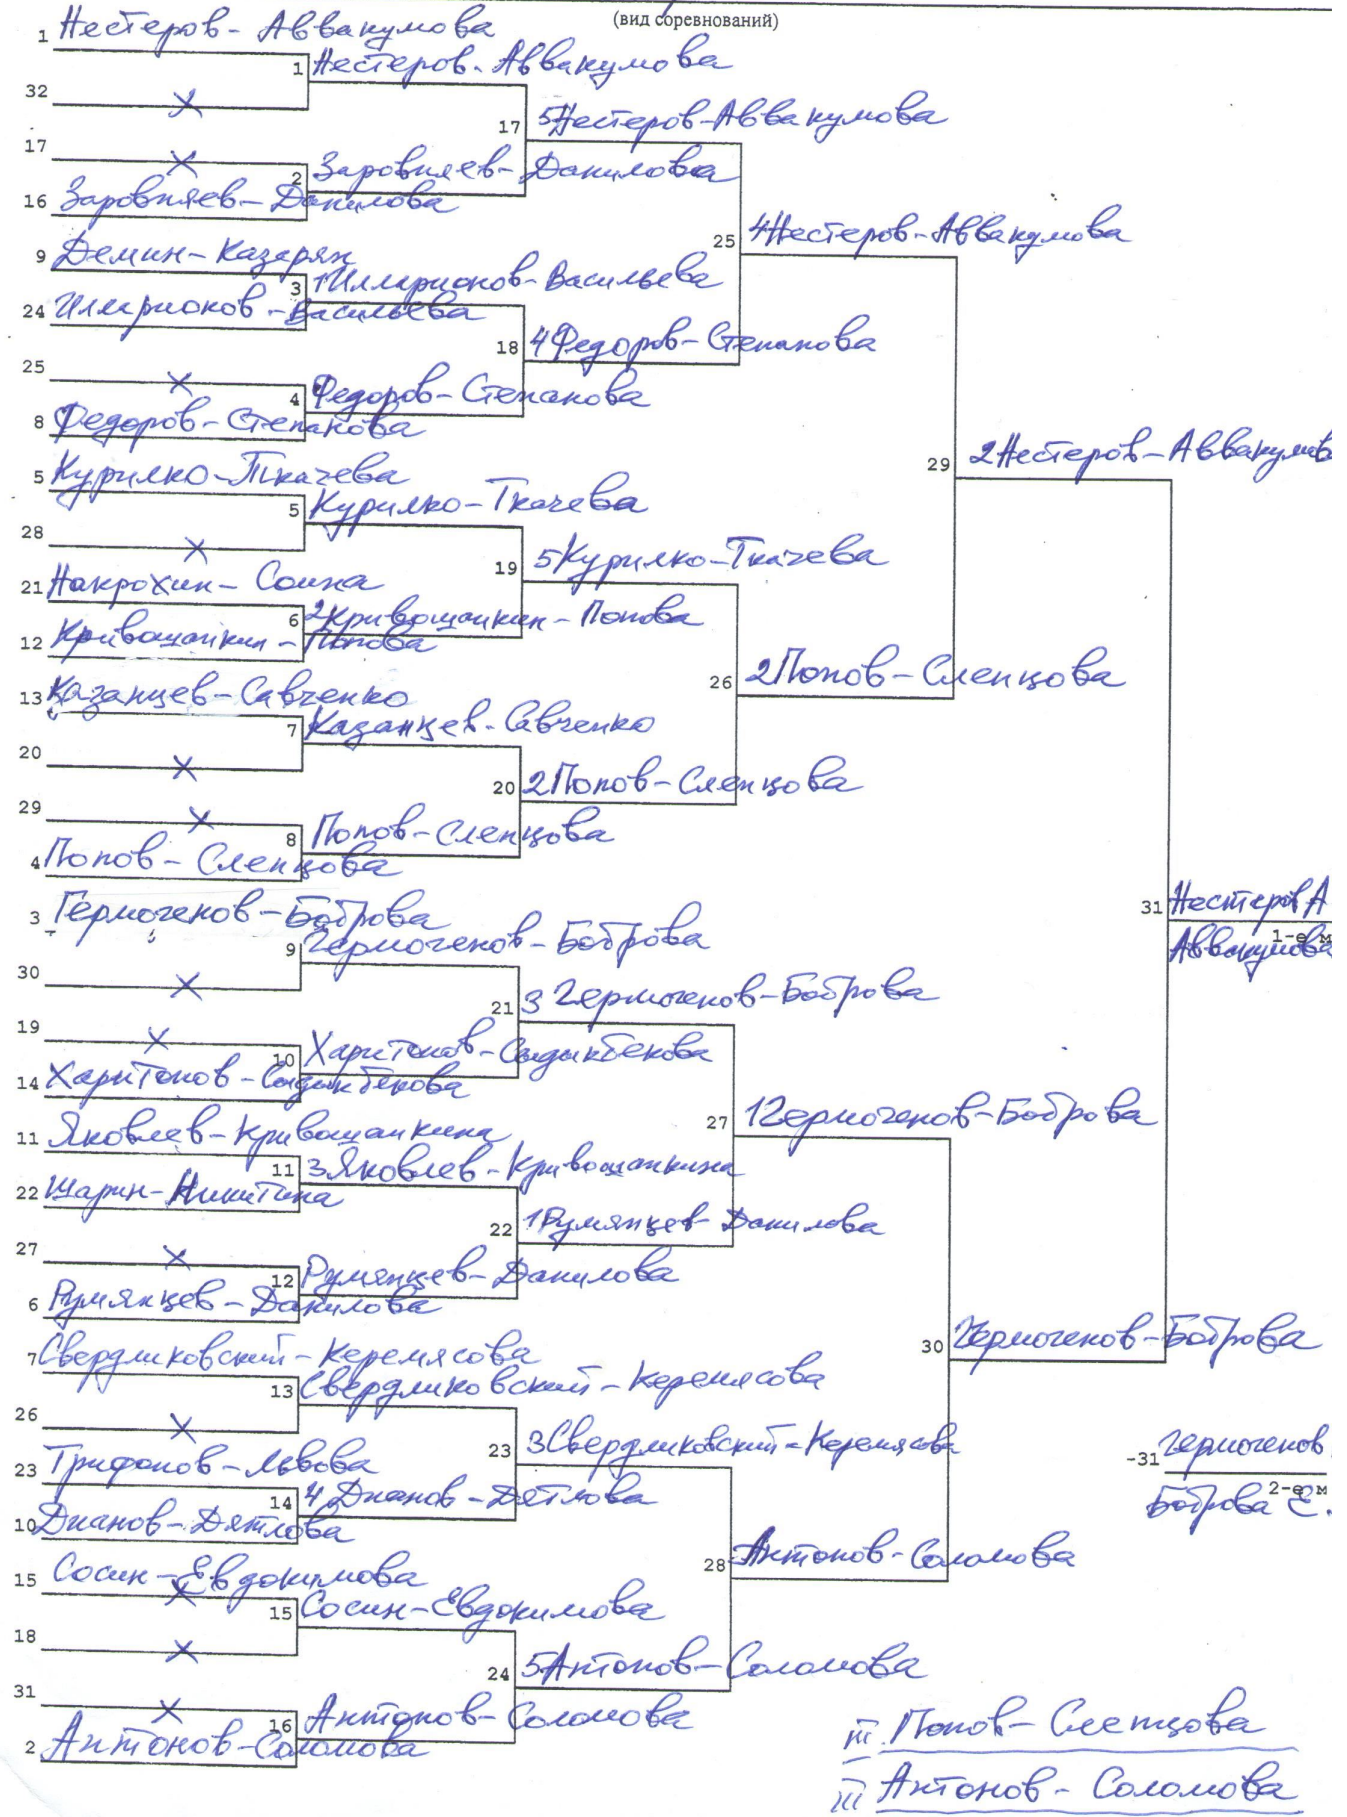 (вид соревнований)
1 Нестеров - Аввакумова
1 Нестеров - Аввакумова
32 X
17 5 Нестеров - Аввакумова
17 X
2 Заровняев - Данилова
16 Заровняев - Данилова
25 4 Нестеров - Аввакумова
9 Демин - Казарян
3 1 Илларионов - Васильева
24 Илларионов - Васильева
18 4 Федоров - Степанова
25 X
4 Федоров - Степанова
8 Федоров - Степанова
29 2 Нестеров - Аввакумов
5 Курилко - Ткачева
5 Курилко - Ткачева
28 X
19 5 Курилко - Ткачева
21 Накрохин - Соина
6 2 Кривошапкин - Попова
12 Кривошапкин - Попова
26 2 Попов - Слепцова
13 Казанцев - Савченко
7 Казанцев - Савченко
20 X
20 2 Попов - Слепцова
29 X
8 Попов - Слепцова
4 Попов - Слепцова
31 Нестеров А
1-е м
Аввакумова
3 Гермогенов - Боброва
9 Гермогенов - Боброва
30 X
21 3 Гермогенов - Боброва
19 X
10 Харитонов - Сыдыкбекова
14 Харитонов - Сыдыкбекова
27 1 Гермогенов - Боброва
11 Яковлев - Кривошапкина
11 3 Яковлев - Кривошапкина
22 Шарин - Никитина
22 1 Румянцев - Данилова
27 X
12 Румянцев - Данилова
6 Румянцев - Данилова
30 Гермогенов - Боброва
7 Свердликовский - Керемясова
13 Свердликовский - Керемясова
26 X
23 3 Свердликовский - Керемясова
-31 Гермогенов
2-е м
Боброва Е.
23 Трифонов - Львова
14 4 Дианов - Дятлова
10 Дианов - Дятлова
28 Антонов - Соломова
15 Сосин - Евдокимова
15 Сосин - Евдокимова
18 X
24 5 Антонов - Соломова
31 X
16 Антонов - Соломова
2 Антонов - Соломова
III. Попов - Слепцова
III Антонов - Соломова